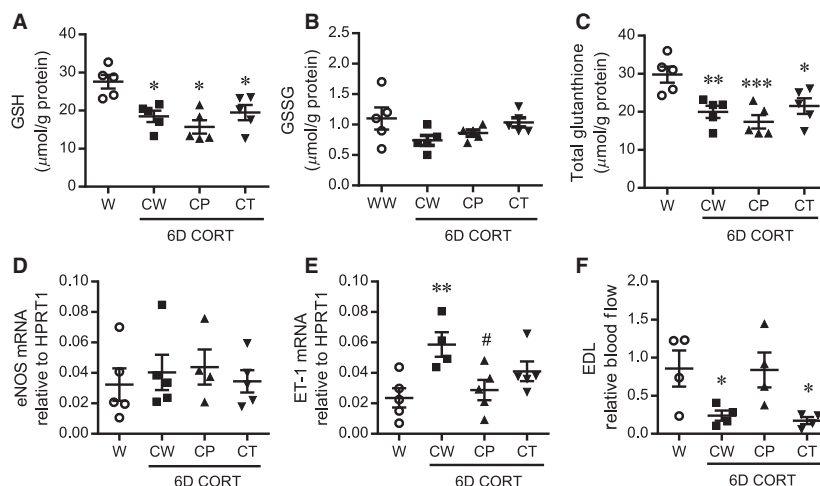 A
GSH
(μmol/g protein)
40
30
20
10
0
*
*
*
W
CW
CP
CT
6D CORT
B
GSSG
(μmol/g protein)
2.5
2.0
1.5
1.0
0.5
0.0
WW
CW
CP
CT
6D CORT
C
Total glutanthione
(μmol/g protein)
40
30
20
10
0
**
***
*
W
CW
CP
CT
6D CORT
D
eNOS mRNA
relative to HPRT1
0.10
0.08
0.06
0.04
0.02
0.00
W
CW
CP
CT
6D CORT
E
ET-1 mRNA
relative to HPRT1
0.10
0.08
0.06
0.04
0.02
0.00
**
#
W
CW
CP
CT
6D CORT
F
EDL
relative blood flow
2.0
1.5
1.0
0.5
0.0
*
*
W
CW
CP
CT
6D CORT